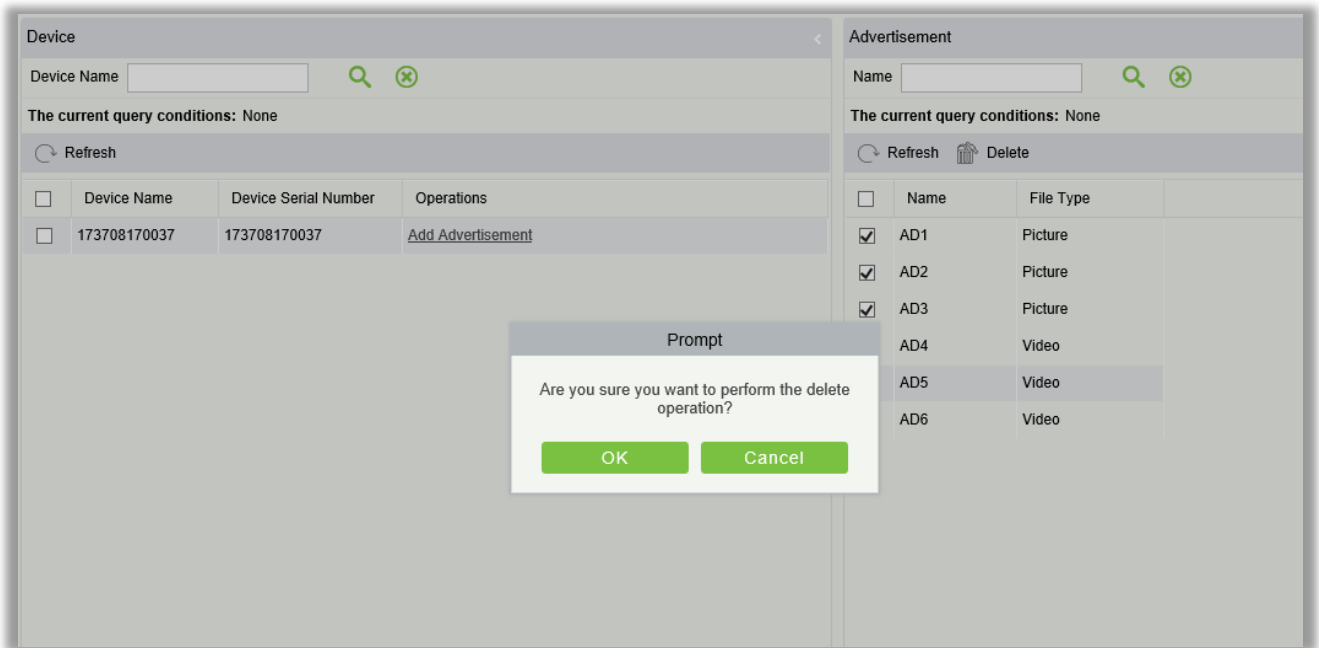 Device
Device Name
The current query conditions: None
Refresh
Device Name Device Serial Number Operations
173708170037 173708170037 Add Advertisement
Advertisement
Name
The current query conditions: None
Refresh Delete
Name File Type
AD1 Picture
AD2 Picture
AD3 Picture
AD4 Video
AD5 Video
AD6 Video
Prompt
Are you sure you want to perform the delete
operation?
OK Cancel